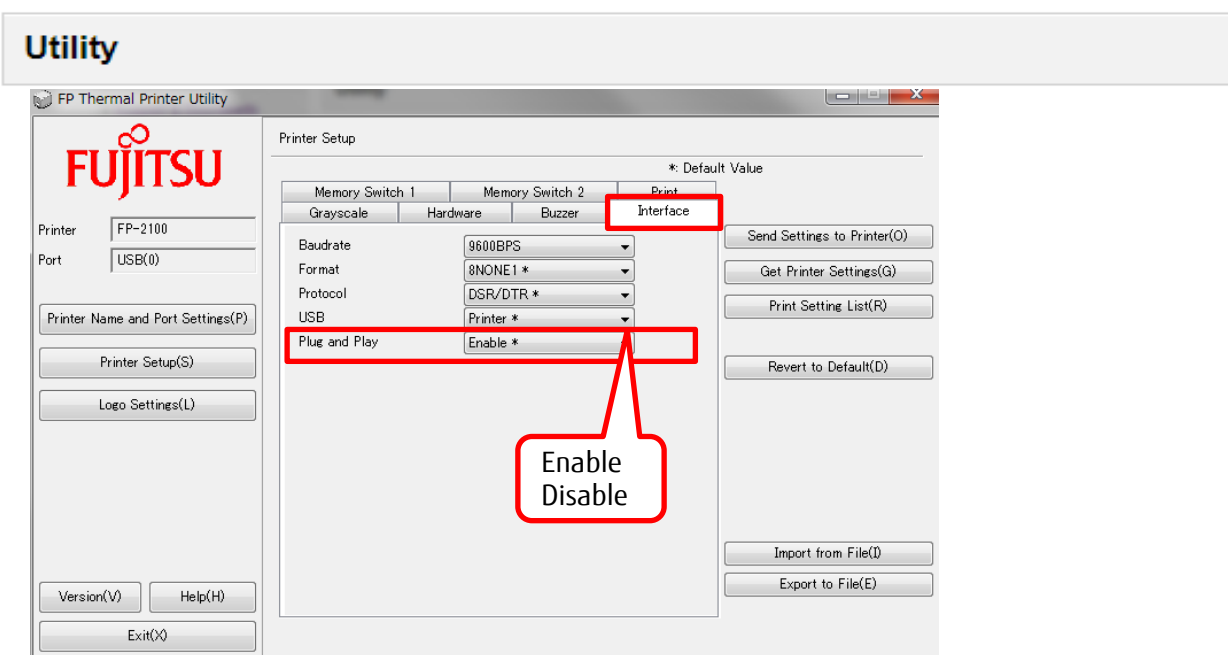 Utility
FP Thermal Printer Utility
FUJITSU
Printer Setup
*: Default Value
Memory Switch 1
Memory Switch 2
Print
Grayscale
Hardware
Buzzer
Interface
Printer
FP-2100
Port
USB(0)
Printer Name and Port Settings(P)
Printer Setup(S)
Logo Settings(L)
Version(V)
Help(H)
Exit(X)
Baudrate
9600BPS
Format
8NONE1 *
Protocol
DSR/DTR *
USB
Printer *
Plug and Play
Enable *
Enable
Disable
Send Settings to Printer(O)
Get Printer Settings(G)
Print Setting List(R)
Revert to Default(D)
Import from File(I)
Export to File(E)